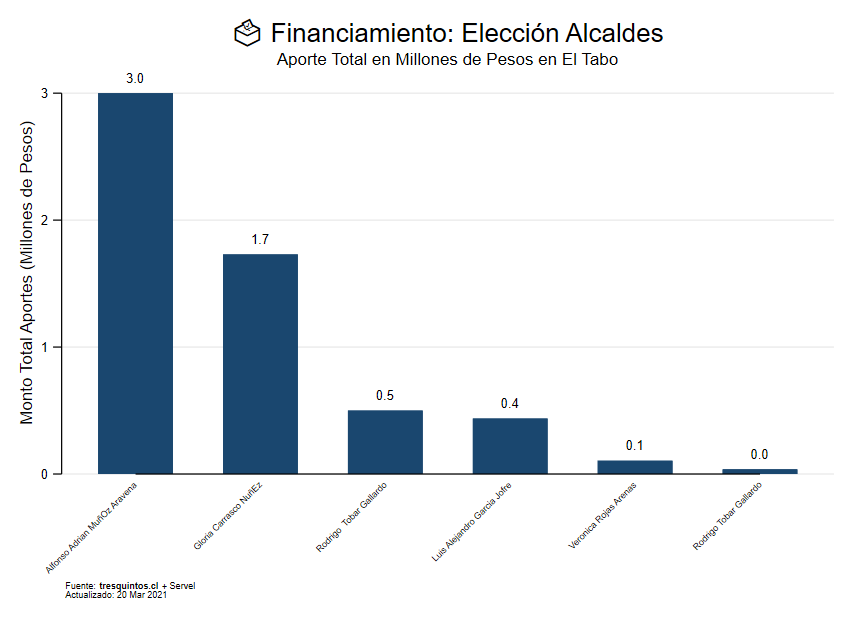 Financiamiento: Elección Alcaldes
Aporte Total en Millones de Pesos en El Tabo
Monto Total Aportes (Millones de Pesos)
3
2
1
0
3.0
1.7
0.5
0.4
0.1
0.0
Alfonso Adrian MuñOz Aravena
Gloria Carrasco NuñEz
Rodrigo  Tobar Gallardo
Luis Alejandro Garcia Jofre
Veronica Rojas Arenas
Rodrigo Tobar Gallardo
Fuente: tresquintos.cl + Servel
Actualizado: 20 Mar 2021